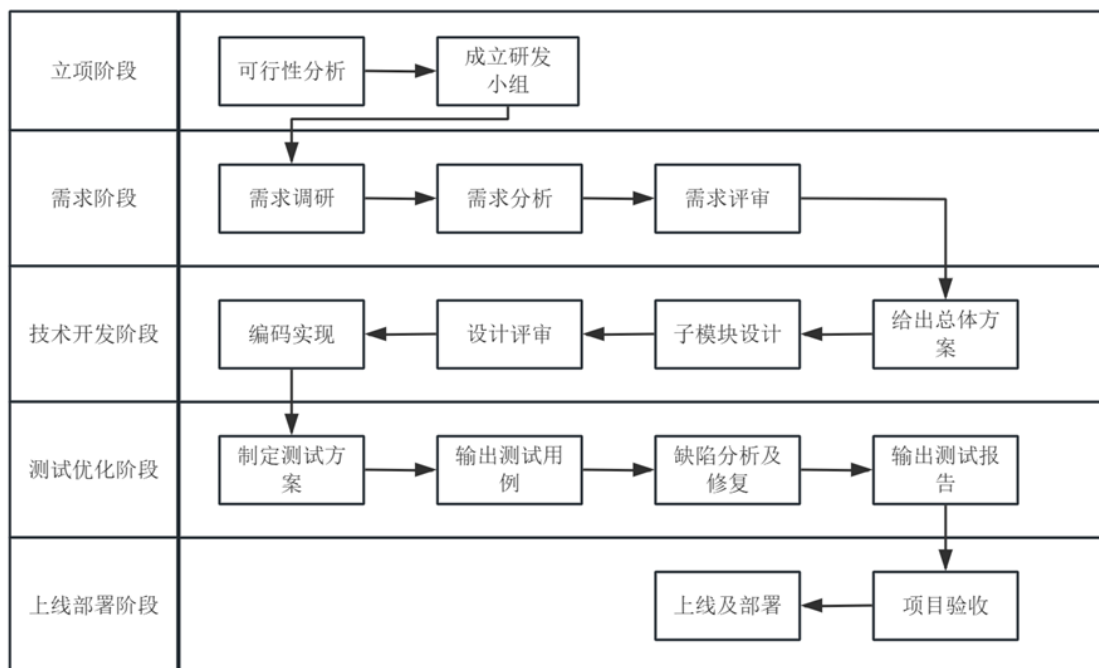 立项阶段
可行性分析
成立研发
小组
需求阶段
需求调研
需求分析
需求评审
技术开发阶段
编码实现
设计评审
子模块设计
给出总体方
案
测试优化阶段
制定测试方
案
输出测试用
例
缺陷分析及
修复
输出测试报
告
上线部署阶段
上线及部署
项目验收